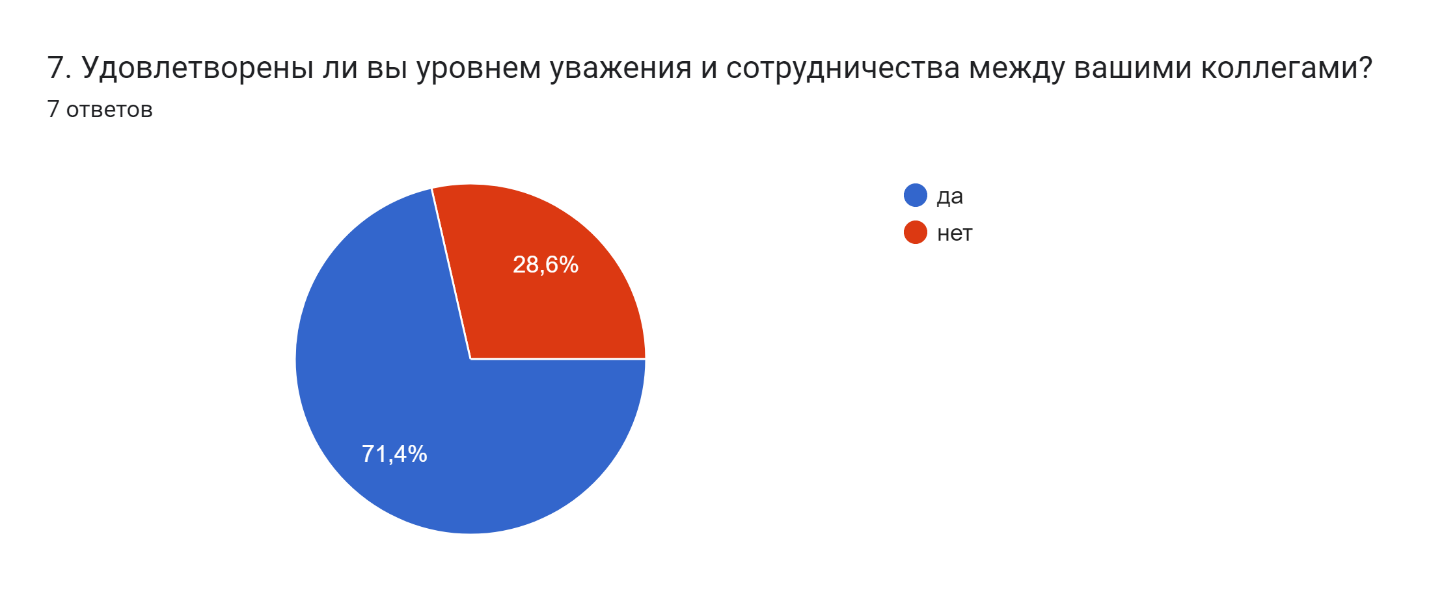 7. Удовлетворены ли вы уровнем уважения и сотрудничества между вашими коллегами?
7 ответов
да
нет
28,6%
71,4%